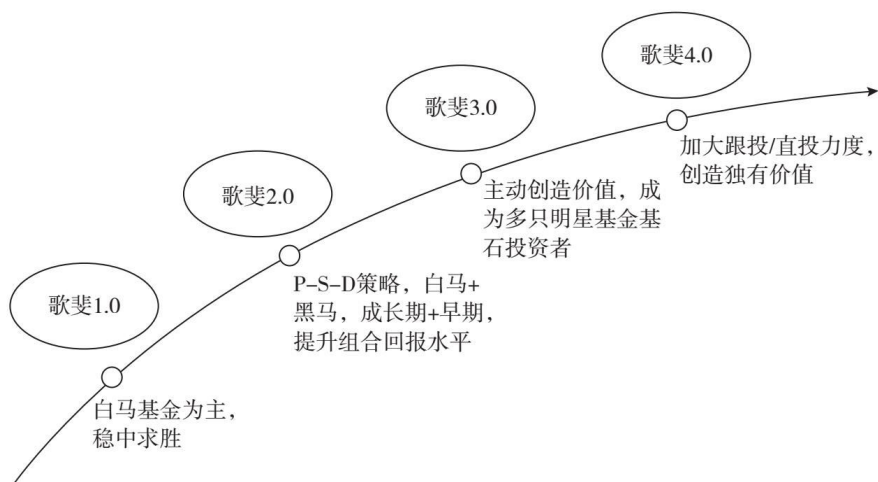 歌斐1.0
白马基金为主，
稳中求胜
歌斐2.0
P-S-D策略，白马+
黑马，成长期+早期，
提升组合回报水平
歌斐3.0
主动创造价值，成
为多只明星基金基
石投资者
歌斐4.0
加大跟投/直投力度，
创造独有价值